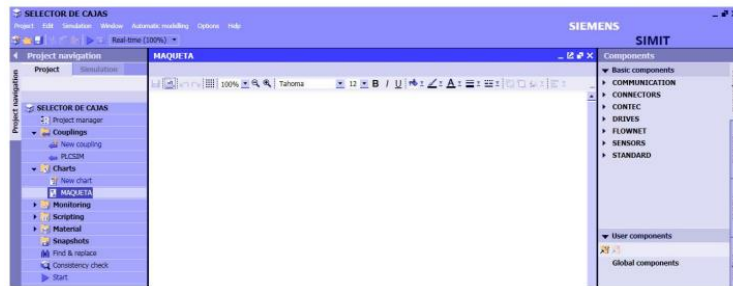 SELECTOR DE CAJAS
Project Edit Simulation Window Automatic modelling Options Help
SIEMENS
Real-time (100%)
SIMIT
Project navigation
MAQUETA
Components
Project Simulation
Basic components
100% Tahoma 12 B I U A
COMMUNICATION
CONNECTORS
SELECTOR DE CAJAS
CONTEC
Project manager
DRIVES
Couplings
FLOWNET
New coupling
SENSORS
PLCSIM
STANDARD
Charts
New chart
MAQUETA
Monitoring
Scripting
Material
Snapshots
User components
Find & replace
Consistency check
Global components
Start
Project navigation